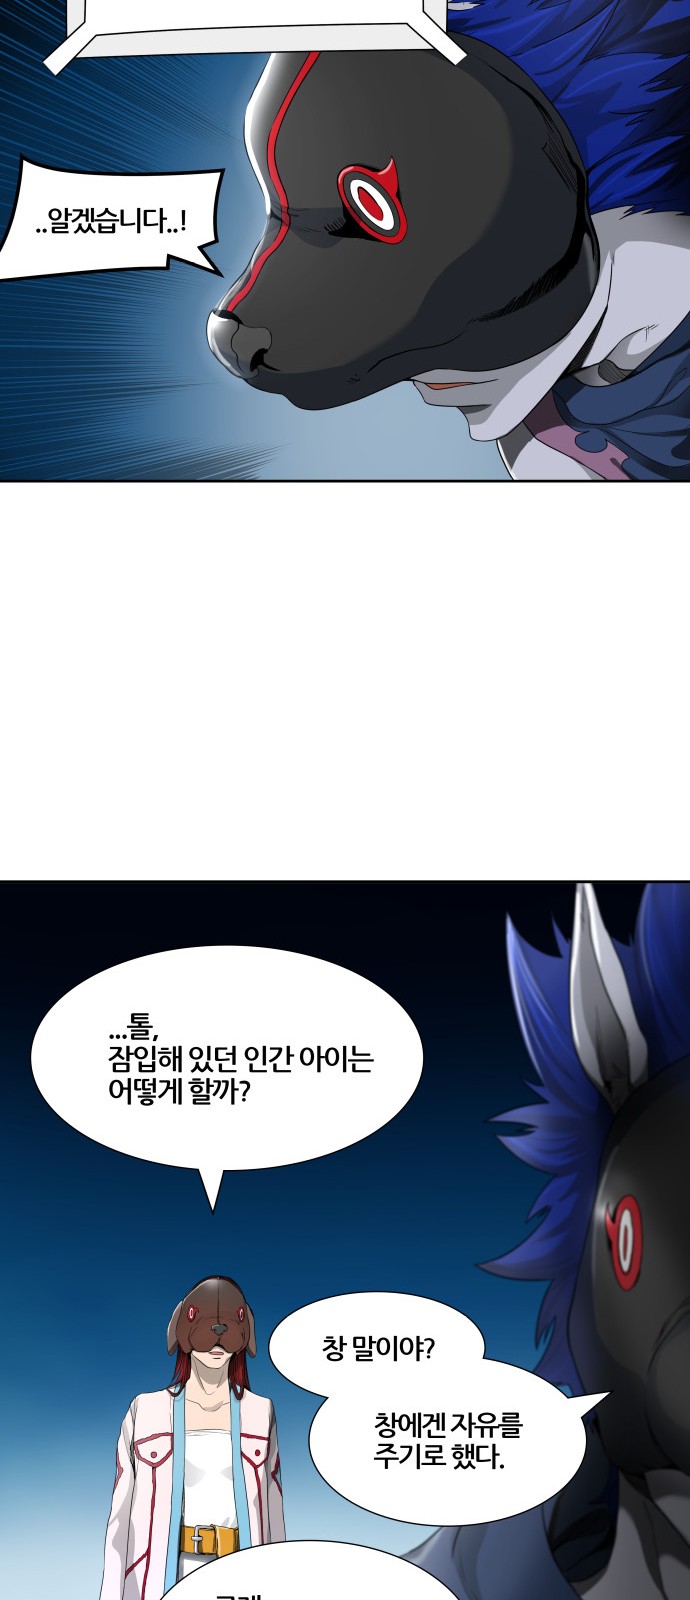 ..알겠습니다..!
...톨,
잠입해 있던 인간 아이는
어떻게 할까?
창 말이야?
창에겐 자유를
주기로 했다.